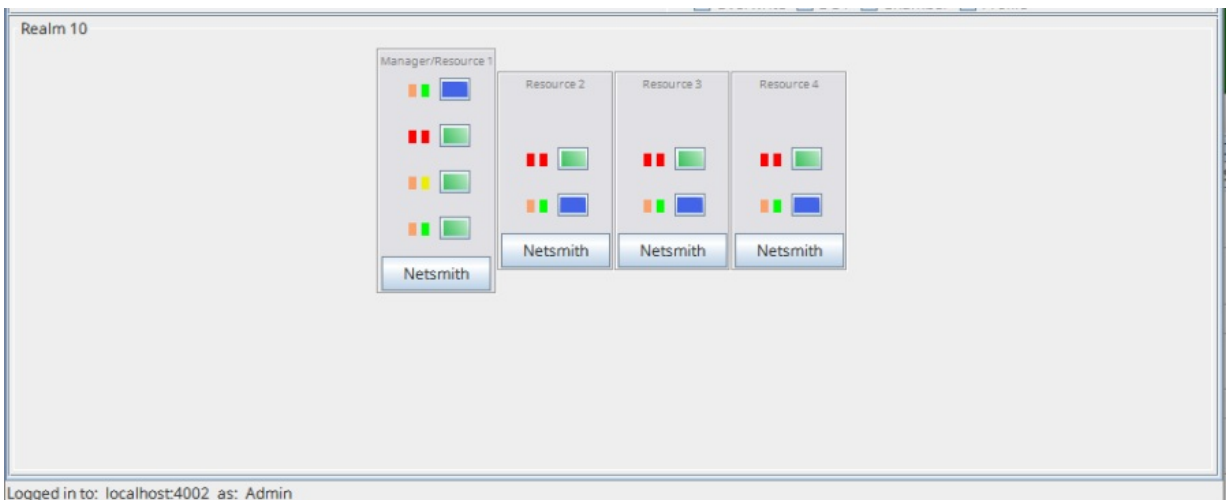 Realm 10
Manager/Resource 1
Resource 2
Resource 3
Resource 4
Netsmith
Netsmith
Netsmith
Netsmith
Logged in to: localhost:4002 as: Admin